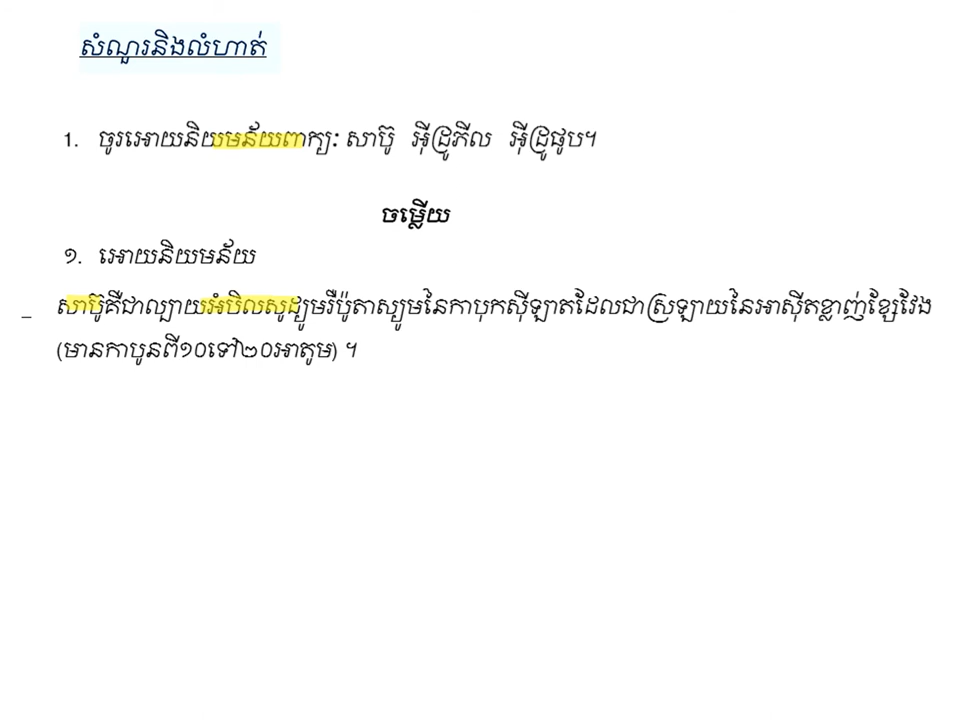 សំណួរនិងលំហាត់
1. ចូរអោយនិយមន័យពាក្យ: សាប៊ូ អ៊ីដ្រូភីល អ៊ីដ្រូផូប។
ចម្លើយ
១. អោយនិយមន័យ
_ សាប៊ូគឺជាល្បាយអំបិលសូដ្យូមរឺប៉ូតាស្យូមនៃកាបុកស៊ីឡាតដែលជាស្រឡាយនៃអាស៊ីតខ្លាញ់ខ្សែវែង
(មានកាបូនពី១០ទៅ២០អាតូម) ។